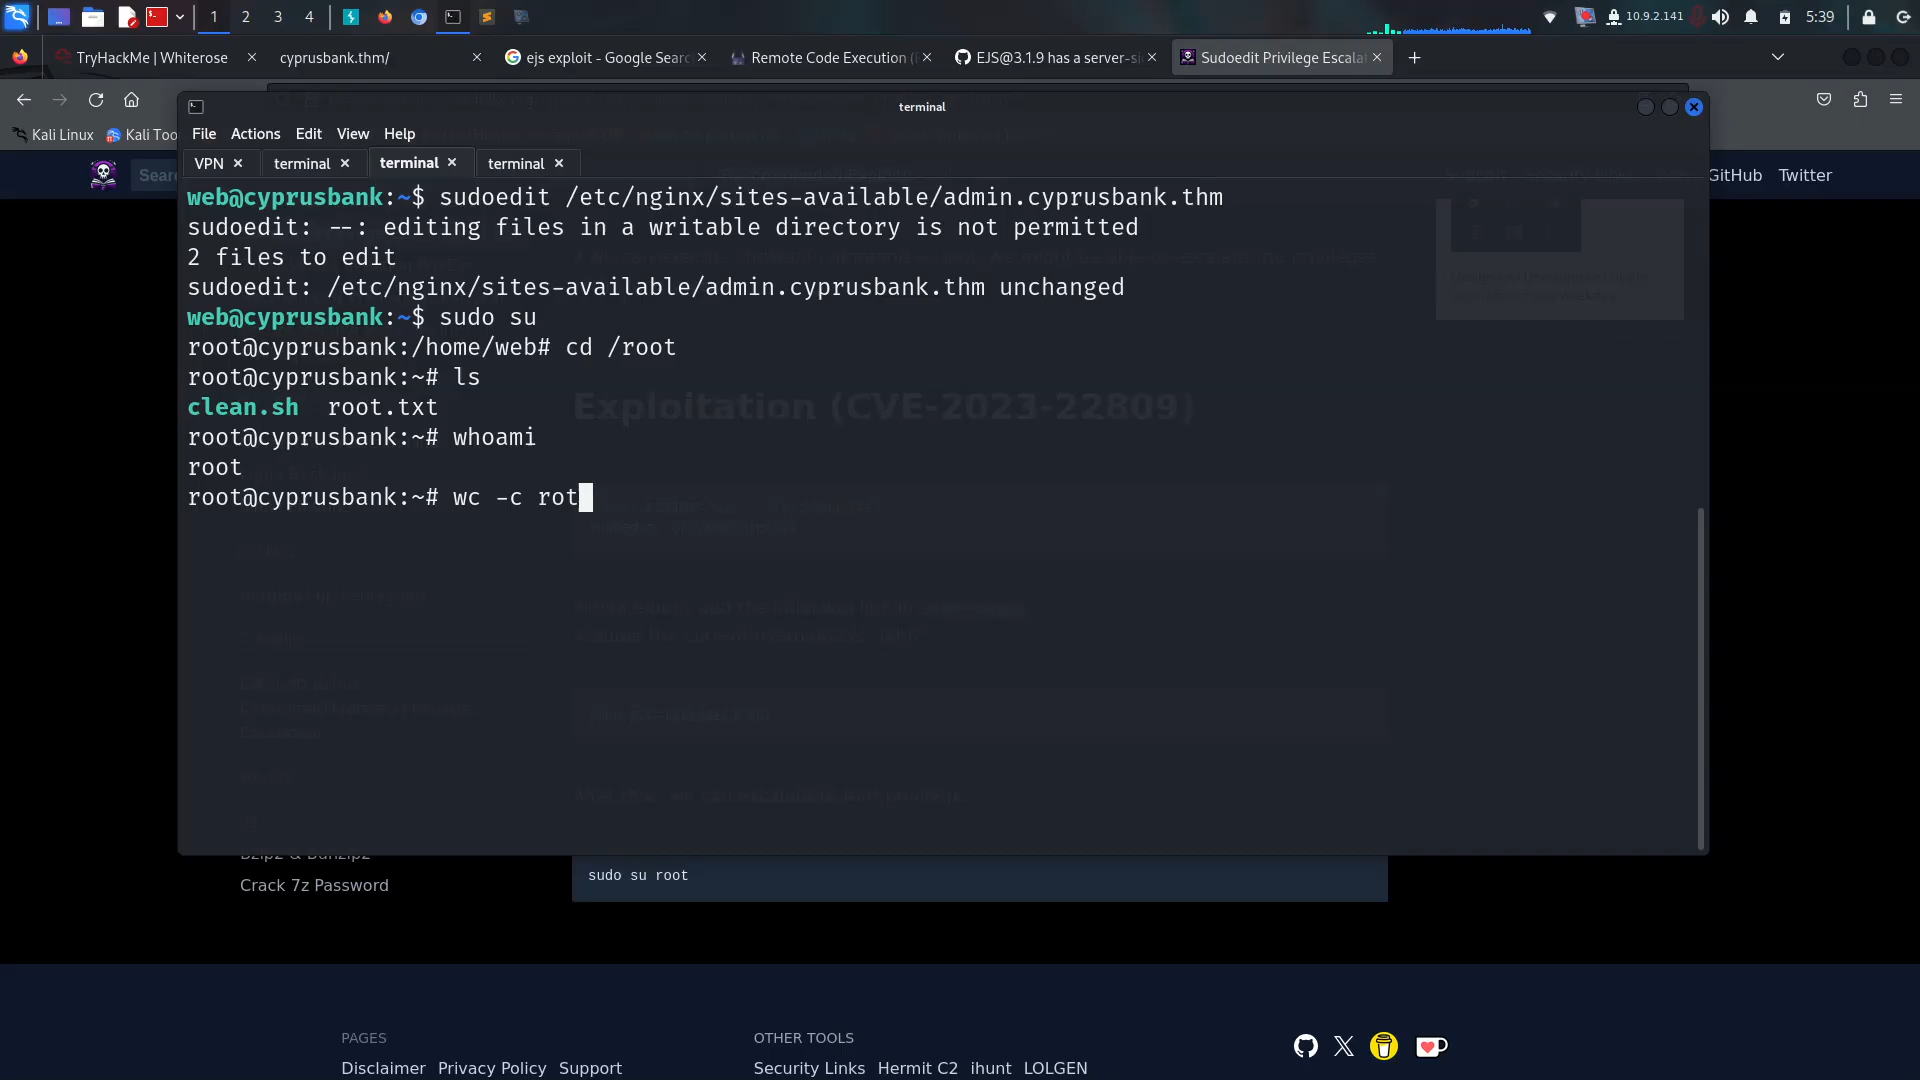 1 2 3 4 10.9.2.141 5:39
TryHackMe | Whiterose
cyprusbank.thm/
ejs exploit - Google Searc
Remote Code Execution (
EJS@3.1.9 has a server-si
Sudoedit Privilege Escalat
terminal
Kali Linux Kali Too
File Actions Edit View Help
VPN terminal terminal terminal
Sear
GitHub Twitter
web@cyprusbank:~$ sudoedit /etc/nginx/sites-available/admin.cyprusbank.thm
sudoedit: --: editing files in a writable directory is not permitted
2 files to edit
sudoedit: /etc/nginx/sites-available/admin.cyprusbank.thm unchanged
web@cyprusbank:~$ sudo su
root@cyprusbank:/home/web# cd /root
root@cyprusbank:~# ls
clean.sh root.txt
Exploitation (CVE-2023-22809)
root@cyprusbank:~# whoami
root
root@cyprusbank:~# wc -c rot
Bzip2 & Bunzip2
sudo su root
Crack 7z Password
PAGES
OTHER TOOLS
Disclaimer Privacy Policy Support
Security Links Hermit C2 ihunt LOLGEN